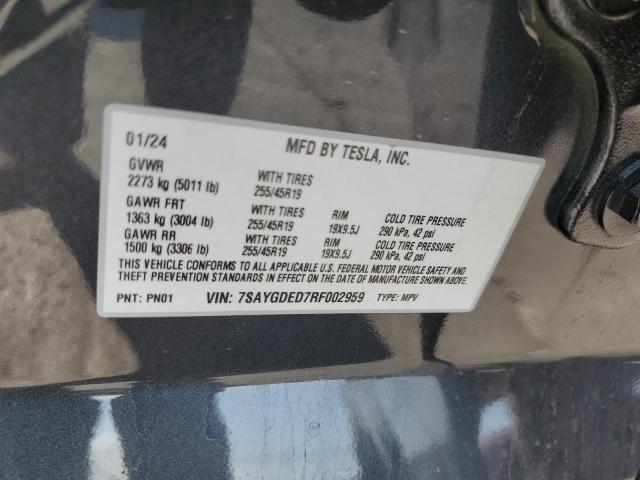 01/24 MFD BY TESLA, INC.
GVWR
2273 kg (5011 lb) WITH TIRES 255/45R19
GAWR FRT
1363 kg (3004 lb) WITH TIRES 255/45R19 RIM 19X9.5J COLD TIRE PRESSURE 290 kPa, 42 psi
GAWR RR
1500 kg (3306 lb) WITH TIRES 255/45R19 RIM 19X9.5J COLD TIRE PRESSURE 290 kPa, 42 psi
THIS VEHICLE CONFORMS TO ALL APPLICABLE U.S. FEDERAL MOTOR VEHICLE SAFETY AND
THEFT PREVENTION STANDARDS IN EFFECT ON THE DATE OF MANUFACTURE SHOWN ABOVE.
PNT: PN01 VIN: 7SAYGDED7RF002959 TYPE: MPV